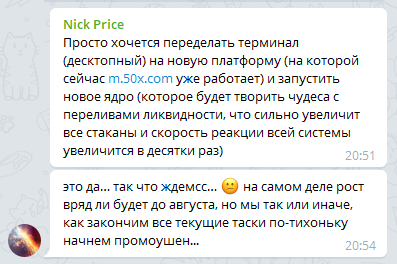 Nick Price
Просто хочется переделать терминал
(десктопный) на новую платформу (на которой
сейчас m.50x.com уже работает) и запустить
новое ядро (которое будет творить чудеса с
переливами ликвидности, что сильно увеличит
все стаканы и скорость реакции всей системы
увеличится в десятки раз)
20:51
это да... так что ждемсс... 😕 на самом деле рост
вряд ли будет до августа, но мы так или иначе,
как закончим все текущие таски по-тихоньку
начнем промоушен...
20:54